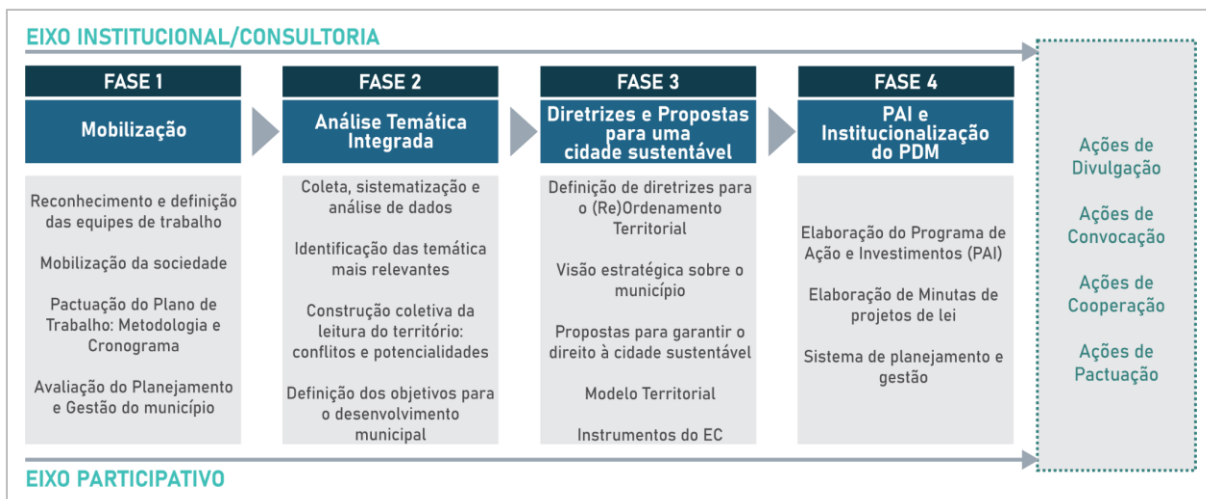 EIXO INSTITUCIONAL/CONSULTORIA
FASE 1
Mobilização
Reconhecimento e definição
das equipes de trabalho
Mobilização da sociedade
Pactuação do Plano de
Trabalho: Metodologia e
Cronograma
Avaliação do Planejamento
e Gestão do município
FASE 2
Análise Temática
Integrada
Coleta, sistematização e
análise de dados
Identificação das temática
mais relevantes
Construção coletiva da
leitura do território:
conflitos e potencialidades
Definição dos objetivos para
o desenvolvimento
municipal
FASE 3
Diretrizes e Propostas
para uma
cidade sustentável
Definição de diretrizes para
o (Re)Ordenamento
Territorial
Visão estratégica sobre o
município
Propostas para garantir o
direito à cidade sustentável
Modelo Territorial
Instrumentos do EC
FASE 4
PAI e
Institucionalização
do PDM
Elaboração do Programa de
Ação e Investimentos (PAI)
Elaboração de Minutas de
projetos de lei
Sistema de planejamento e
gestão
Ações de
Divulgação
Ações de
Convocação
Ações de
Cooperação
Ações de
Pactuação
EIXO PARTICIPATIVO